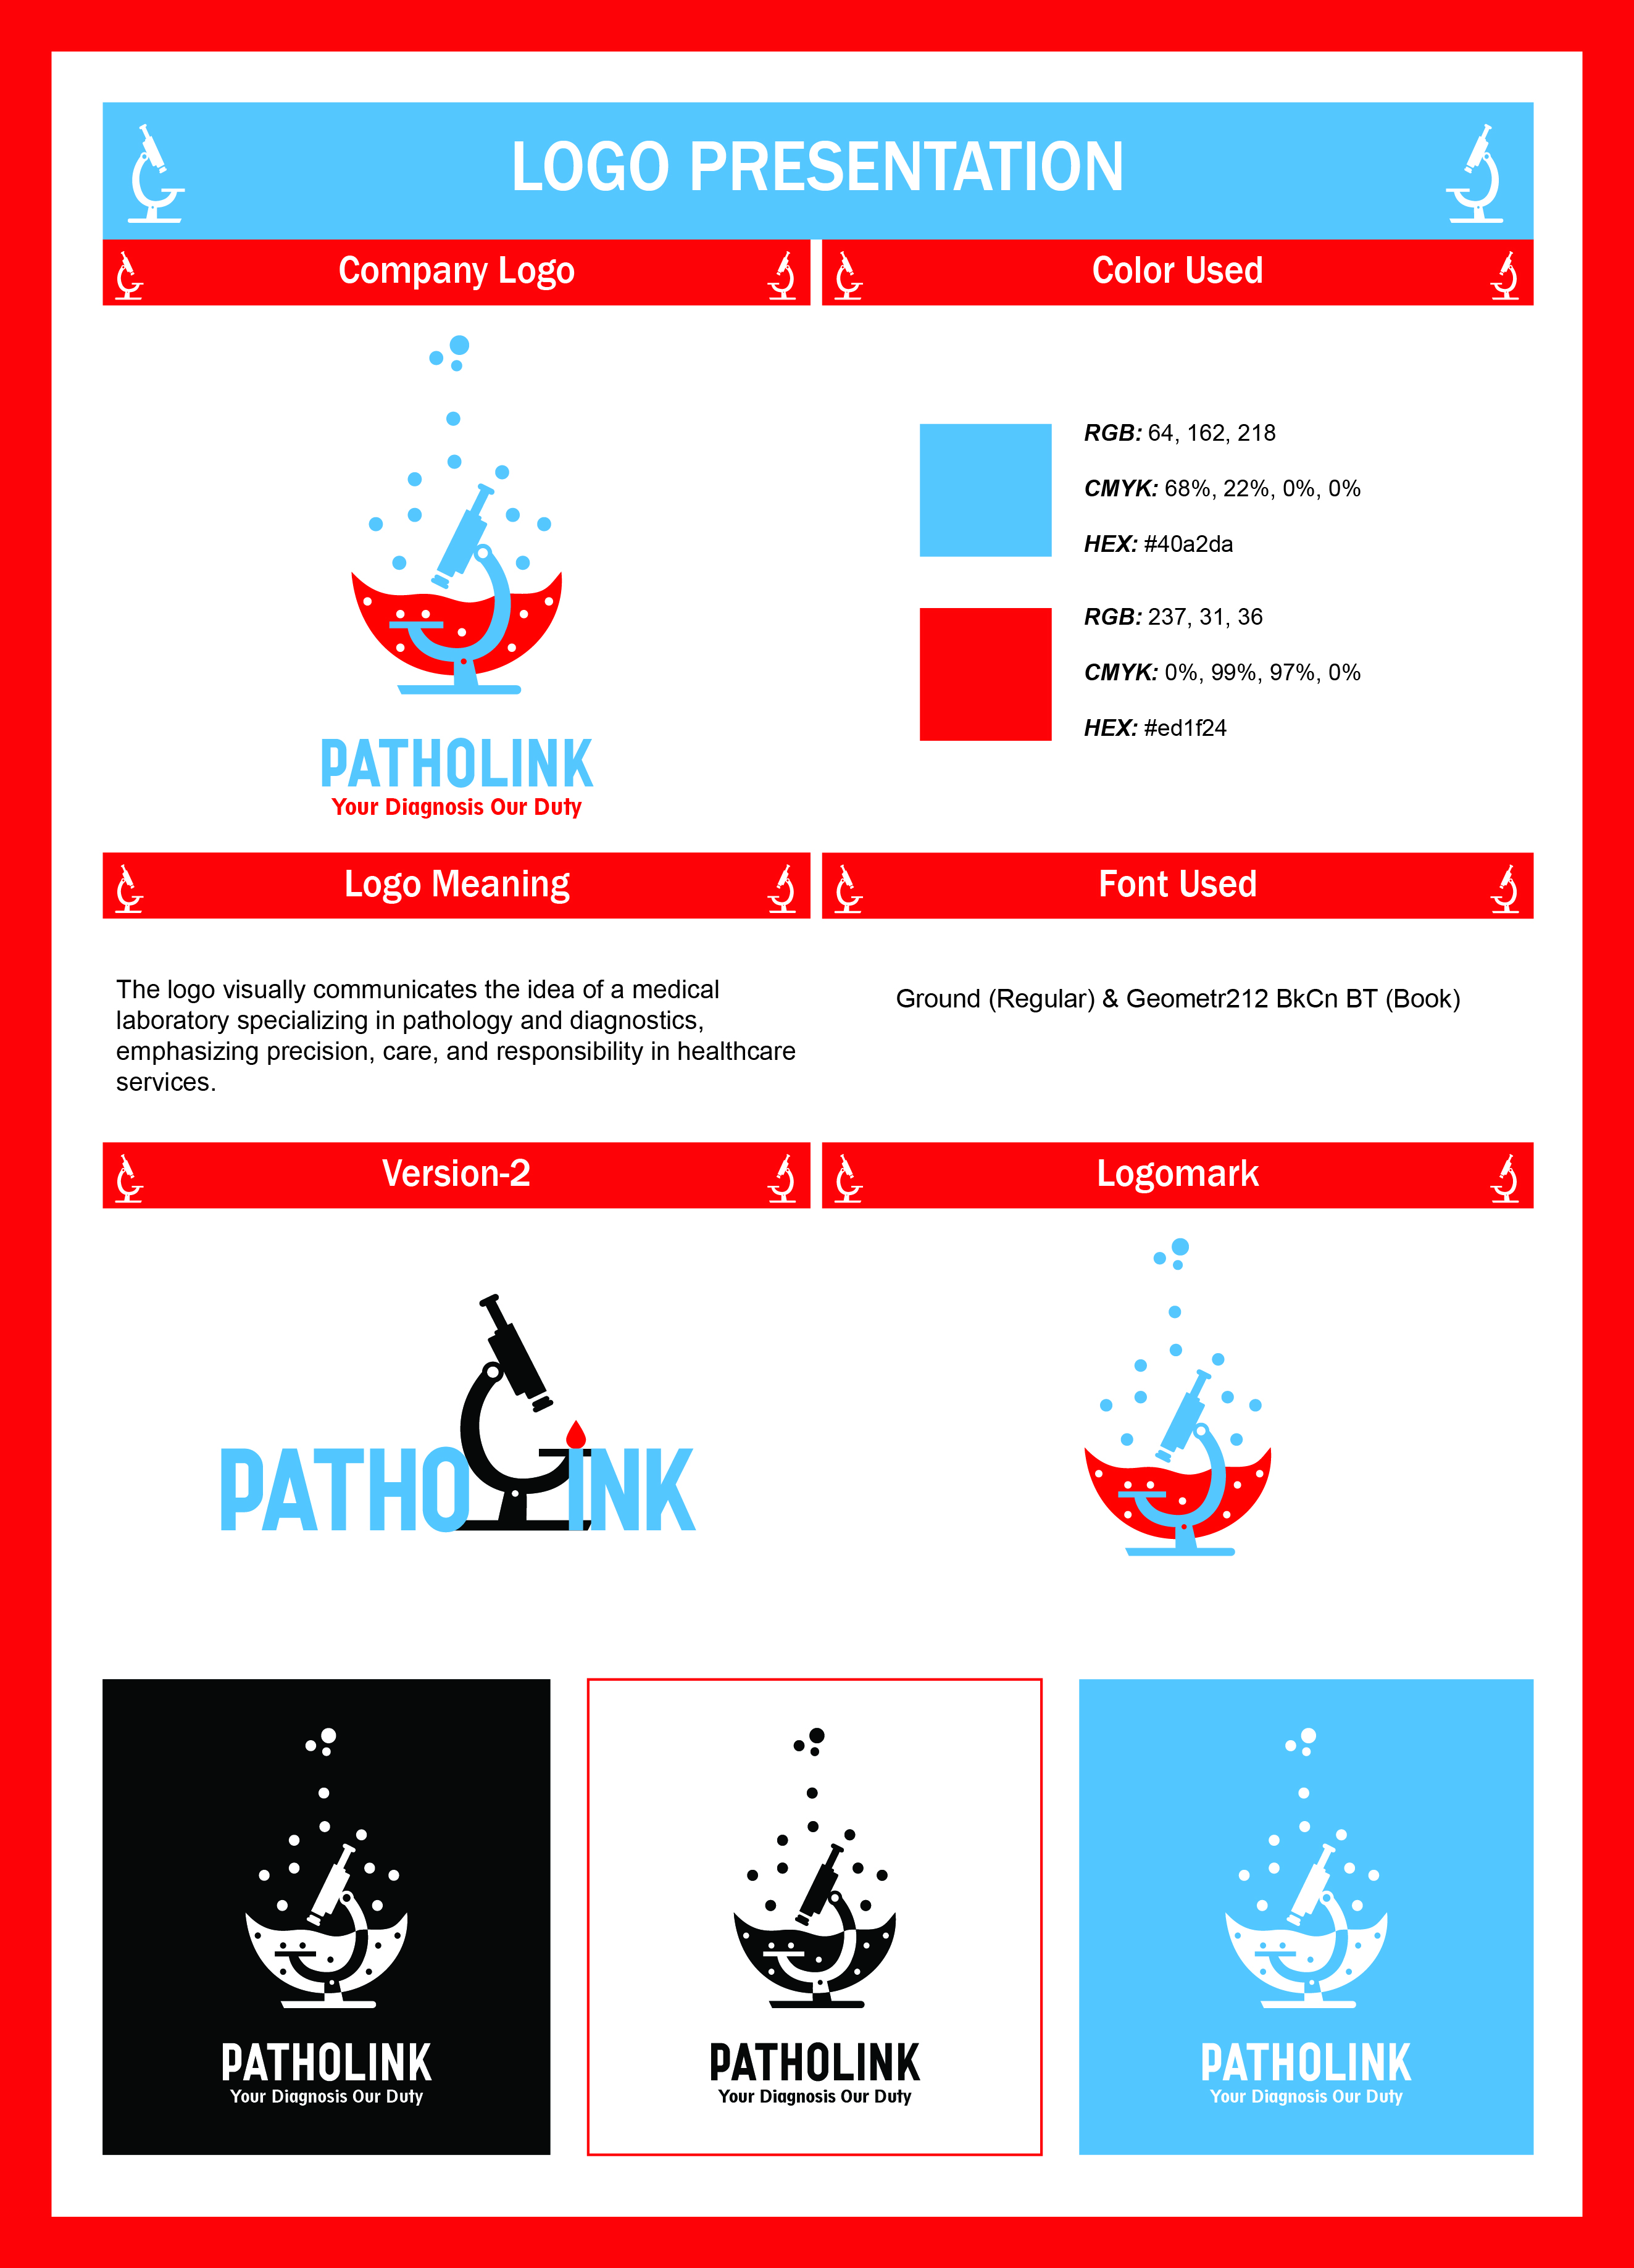 LOGO PRESENTATION
Company Logo
Color Used
PATHOLINK
Your Diagnosis Our Duty
RGB: 64, 162, 218
CMYK: 68%, 22%, 0%, 0%
HEX: #40a2da
RGB: 237, 31, 36
CMYK: 0%, 99%, 97%, 0%
HEX: #ed1f24
Logo Meaning
Font Used
The logo visually communicates the idea of a medical
laboratory specializing in pathology and diagnostics,
emphasizing precision, care, and responsibility in healthcare
services.
Ground (Regular) & Geometr212 BkCn BT (Book)
Version-2
Logomark
PATHOLINK
PATHOLINK
Your Diagnosis Our Duty
PATHOLINK
Your Diagnosis Our Duty
PATHOLINK
Your Diagnosis Our Duty